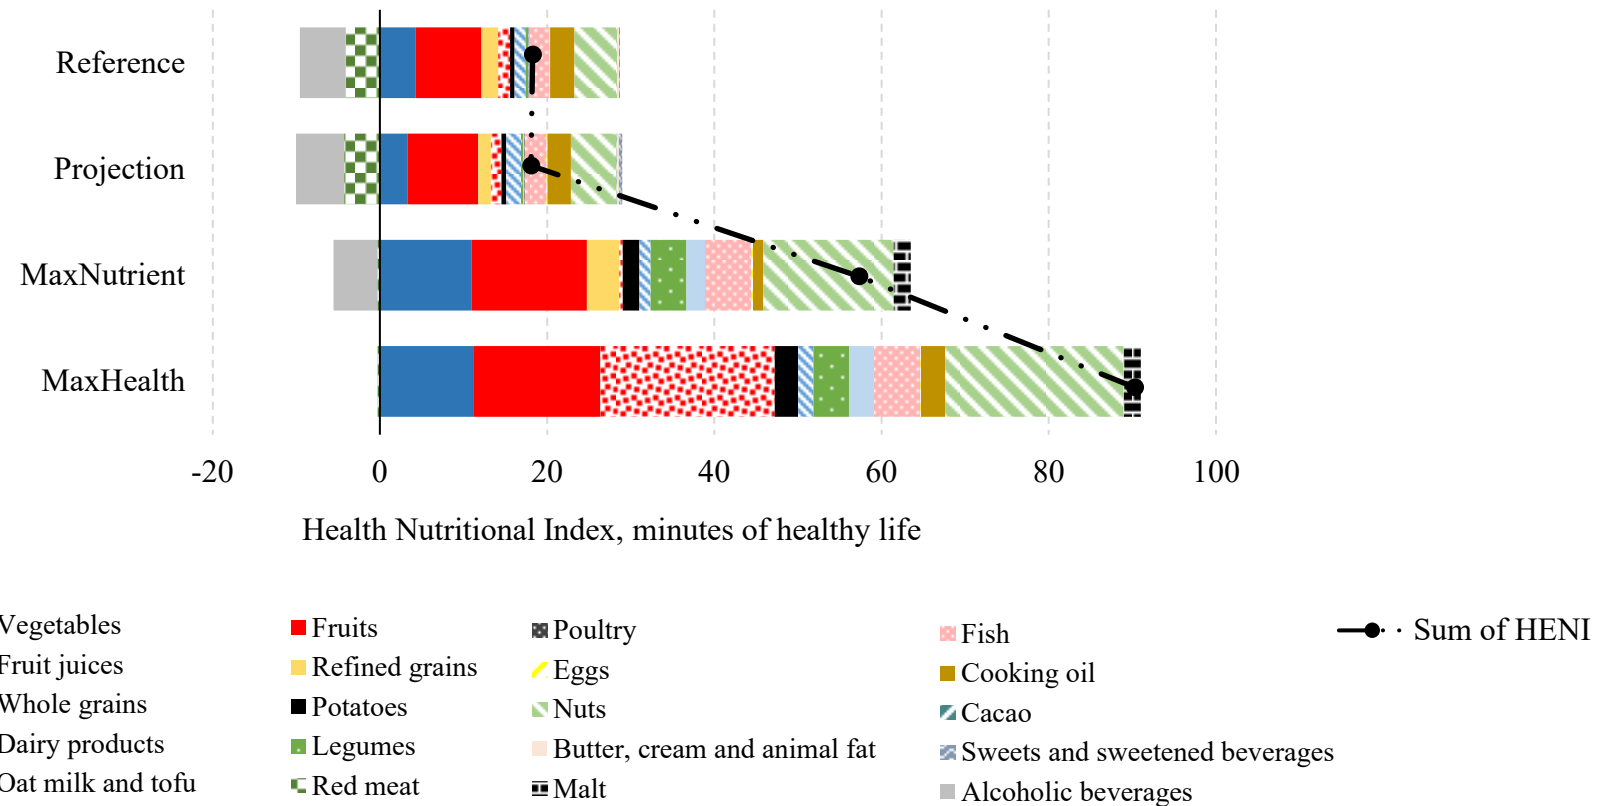 Reference
Projection
MaxNutrient
MaxHealth
-20 0 20 40 60 80 100
Health Nutritional Index, minutes of healthy life
Vegetables Fruits Poultry Fish Sum of HENI
Fruit juices Refined grains Eggs Cooking oil
Whole grains Potatoes Nuts Cacao
Dairy products Legumes Butter, cream and animal fat Sweets and sweetened beverages
Oat milk and tofu Red meat Malt Alcoholic beverages